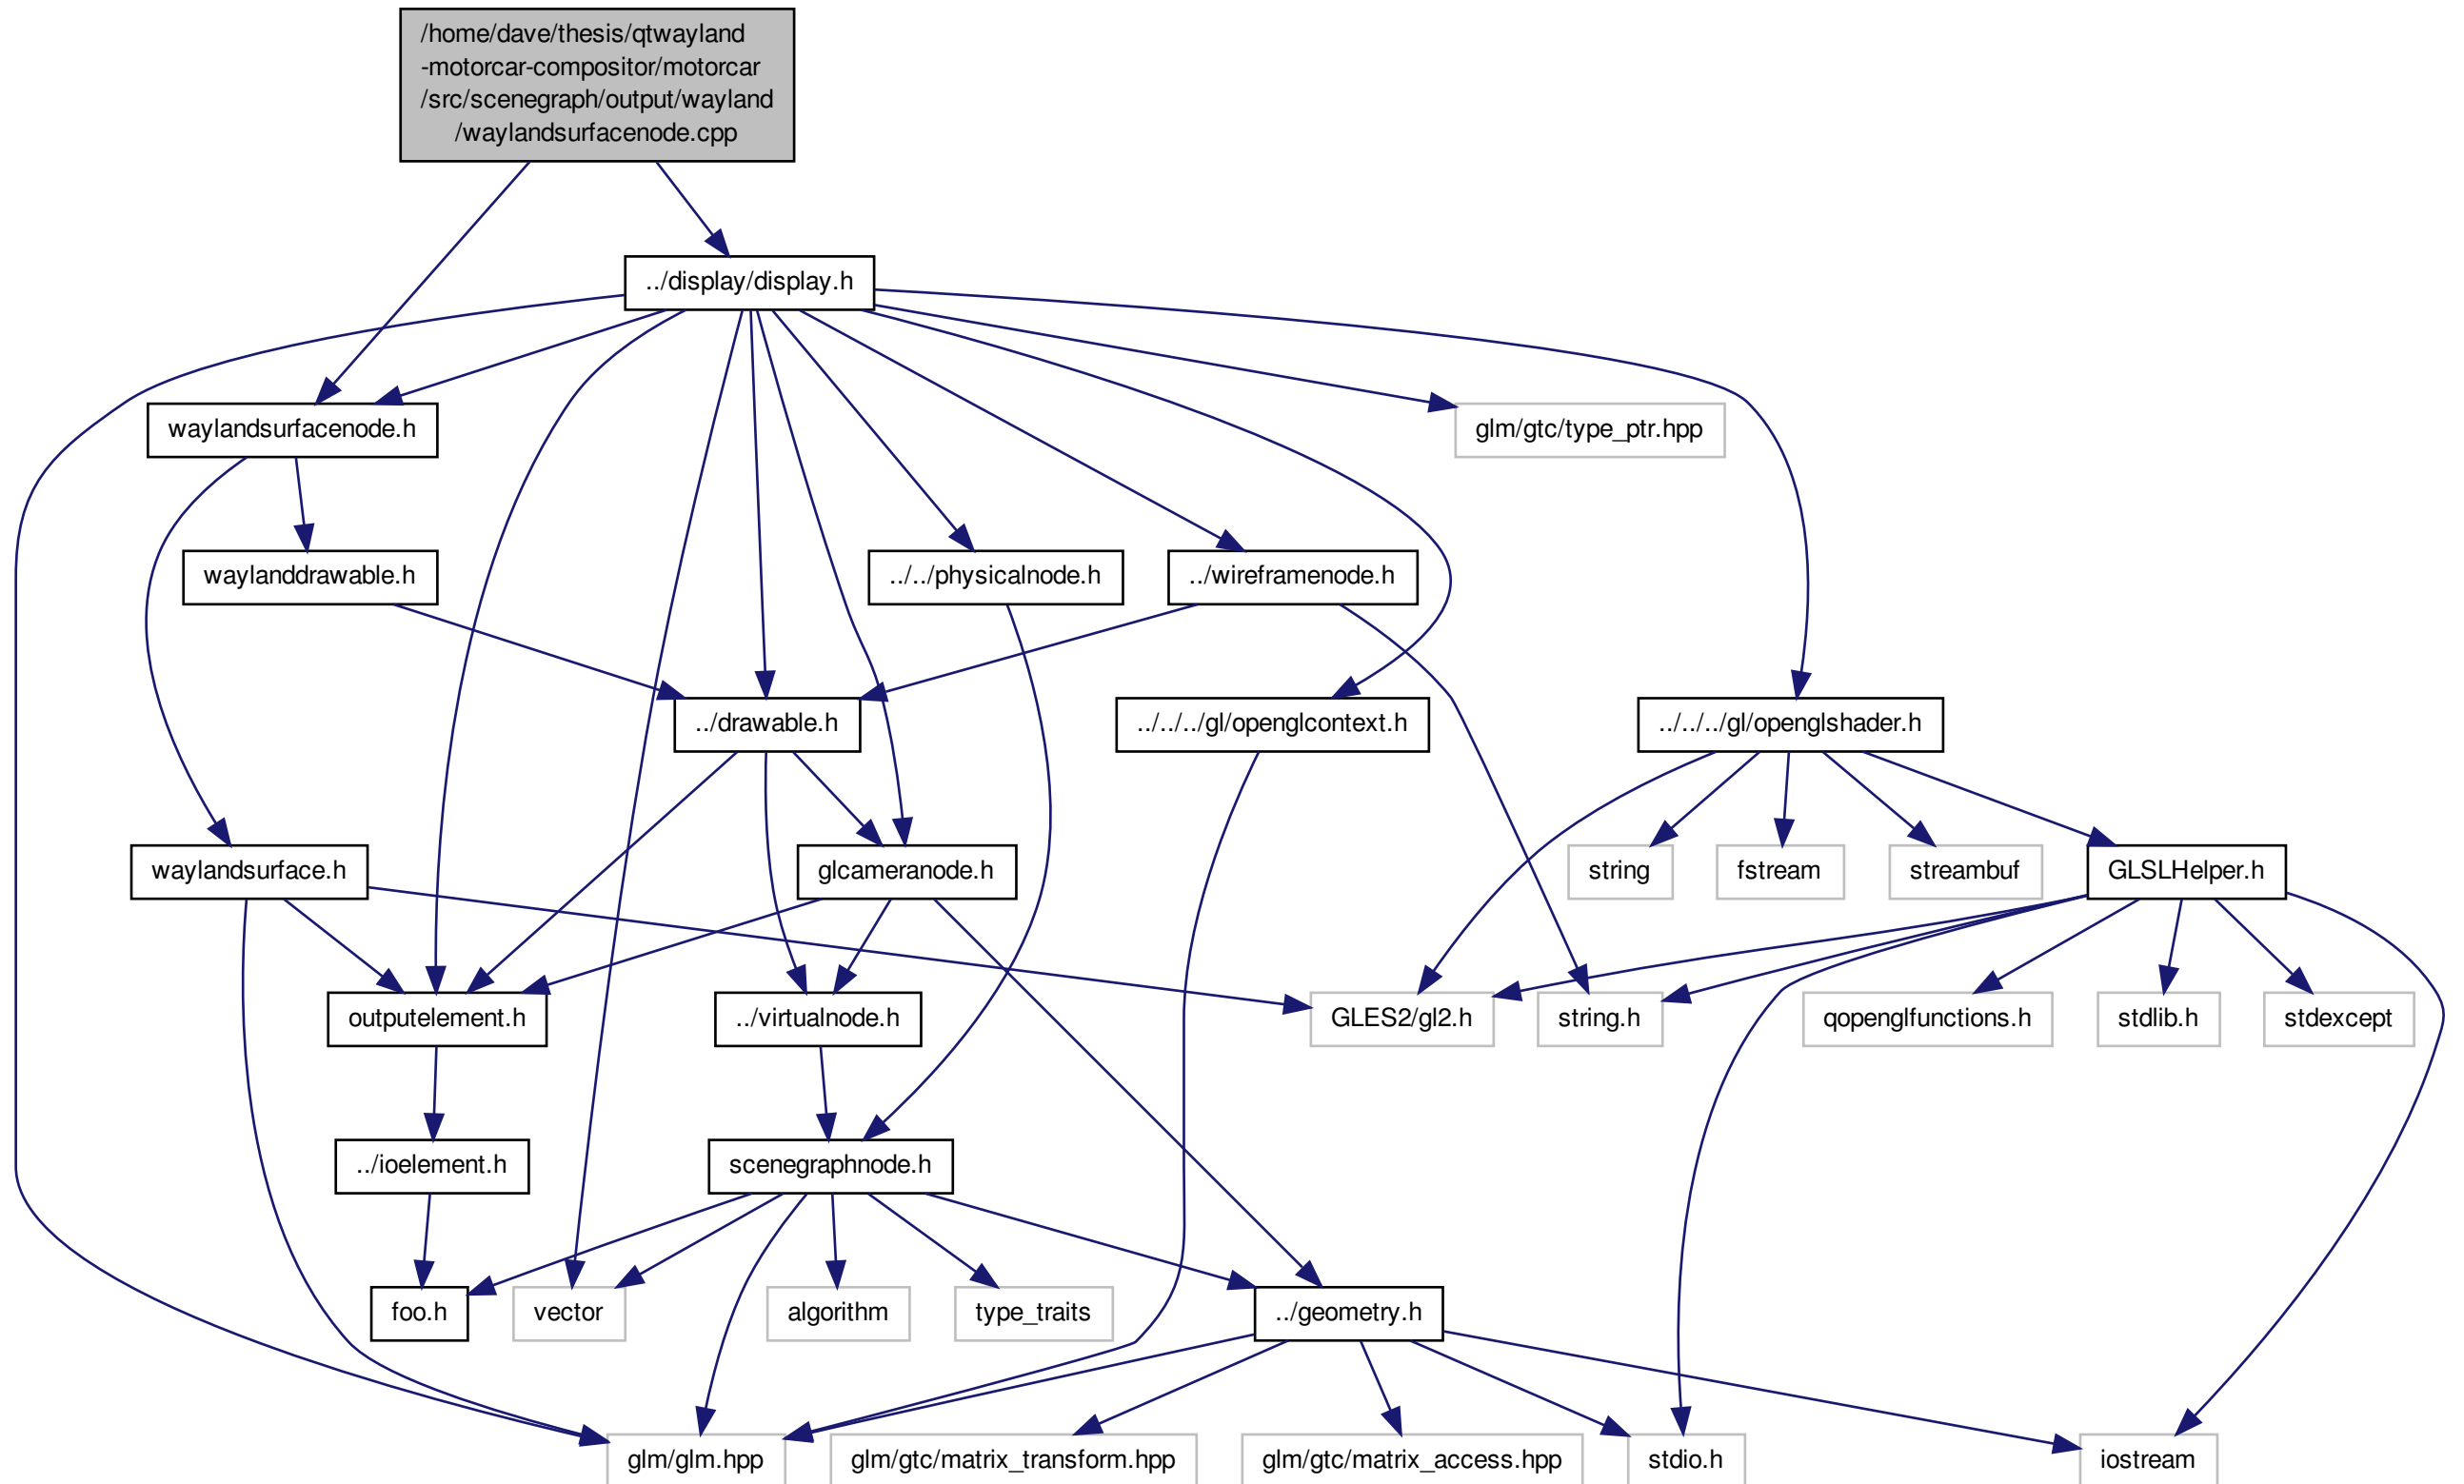 /home/dave/thesis/qtwayland
-motorcar-compositor/motorcar
/src/scenegraph/output/wayland
/waylandsurfacenode.cpp
../display/display.h
waylandsurfacenode.h
glm/gtc/type_ptr.hpp
waylanddrawable.h
../../physicalnode.h
../wireframenode.h
../drawable.h
../../../gl/openglcontext.h
../../../gl/openglshader.h
waylandsurface.h
glcameranode.h
string
fstream
streambuf
GLSLHelper.h
outputelement.h
../virtualnode.h
GLES2/gl2.h
string.h
qopenglfunctions.h
stdlib.h
stdexcept
../ioelement.h
scenegraphnode.h
foo.h
vector
algorithm
type_traits
../geometry.h
glm/glm.hpp
glm/gtc/matrix_transform.hpp
glm/gtc/matrix_access.hpp
stdio.h
iostream